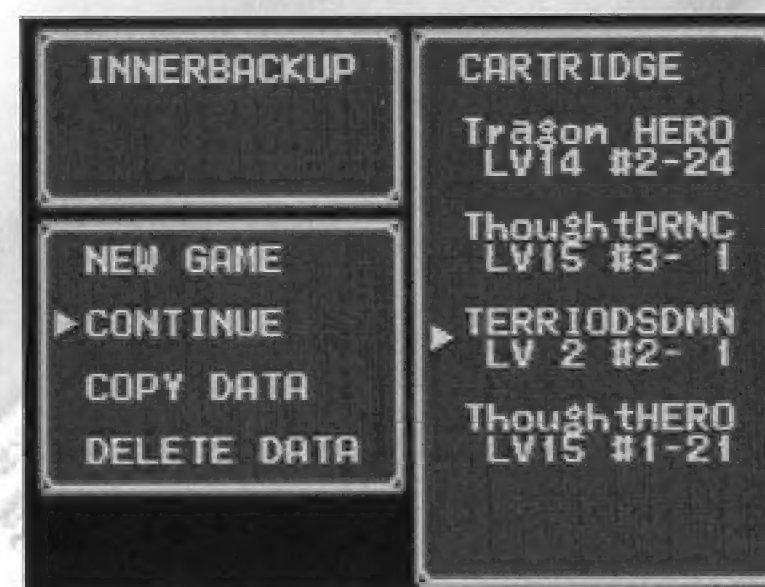 INNERBACKUP
NEW GAME
▶CONTINUE
COPY DATA
DELETE DATA
CARTRIDGE
Tragon HERO
LV14 #2-24
ThoughtPRNC
LV15 #3- 1
▶TERRIODSDMN
LV 2 #2- 1
ThoughtHERO
LV15 #1-21